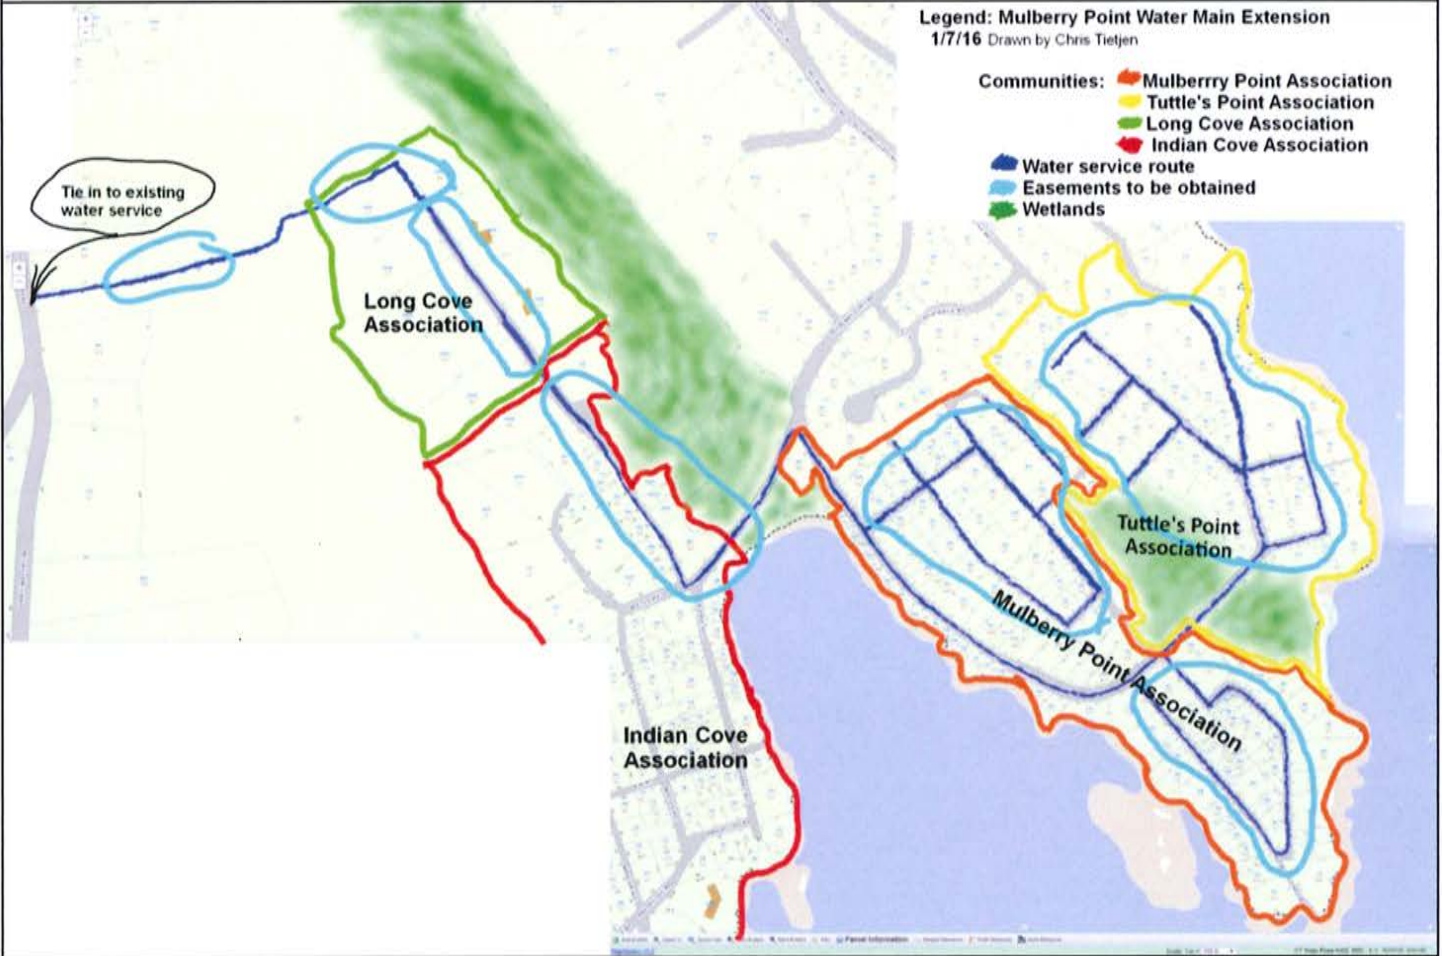 Legend: Mulberry Point Water Main Extension
1/7/16 Drawn by Chris Tietjen
Communities:
Mulberrry Point Association
Tuttle's Point Association
Long Cove Association
Indian Cove Association
Water service route
Easements to be obtained
Wetlands
Tie in to existing
water service
Long Cove
Association
Tuttle's Point
Association
Mulberry Point Association
Indian Cove
Association
Parcel Information